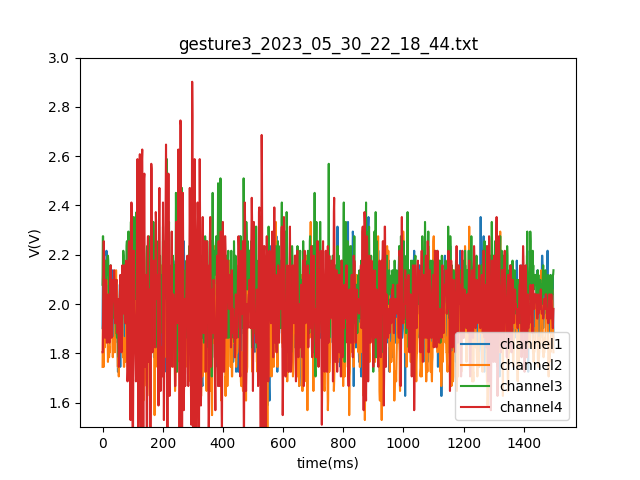 gesture3_2023_05_30_22_18_44.txt
3.0
2.8
2.6
2.4
2.2
2.0
1.8
1.6
V(V)
0 200 400 600 800 1000 1200 1400
time(ms)
channel1
channel2
channel3
channel4